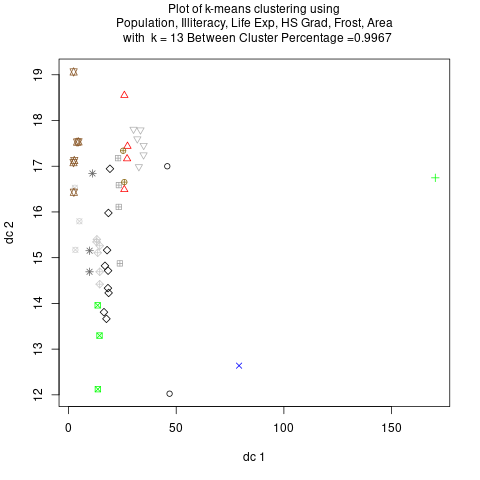 Plot of k-means clustering using
Population, Illiteracy, Life Exp, HS Grad, Frost, Area
with k = 13 Between Cluster Percentage =0.9967
dc 2
19
18
17
16
15
14
13
12
0 50 100 150
dc 1